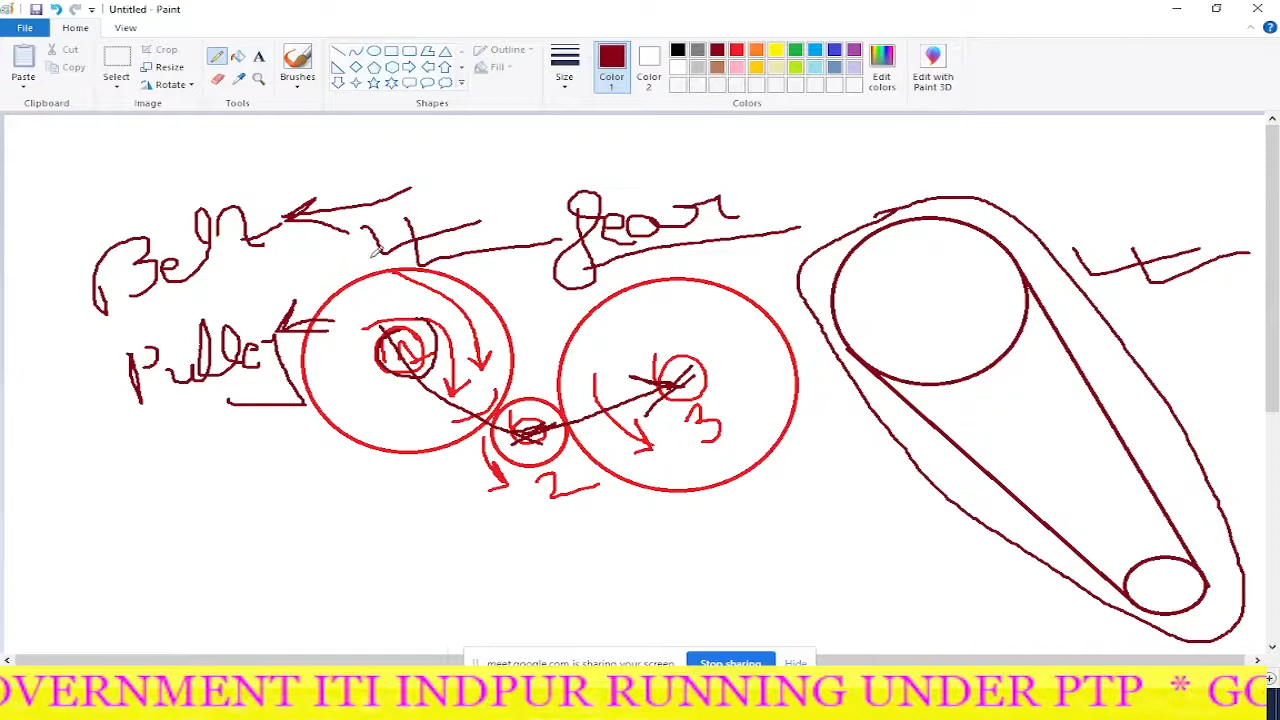 Untitled - Paint
File Home View
Paste Cut Copy Select Crop Resize Rotate Brushes Outline Fill Size Color 1 Color 2 Edit colors Edit with Paint 3D
Clipboard Image Tools Shapes Colors
Belt gear
Pulley
3
2
meet.google.com is sharing your screen. Stop sharing Hide
OVERNMENT ITI INDPUR RUNNING UNDER PTP * GO